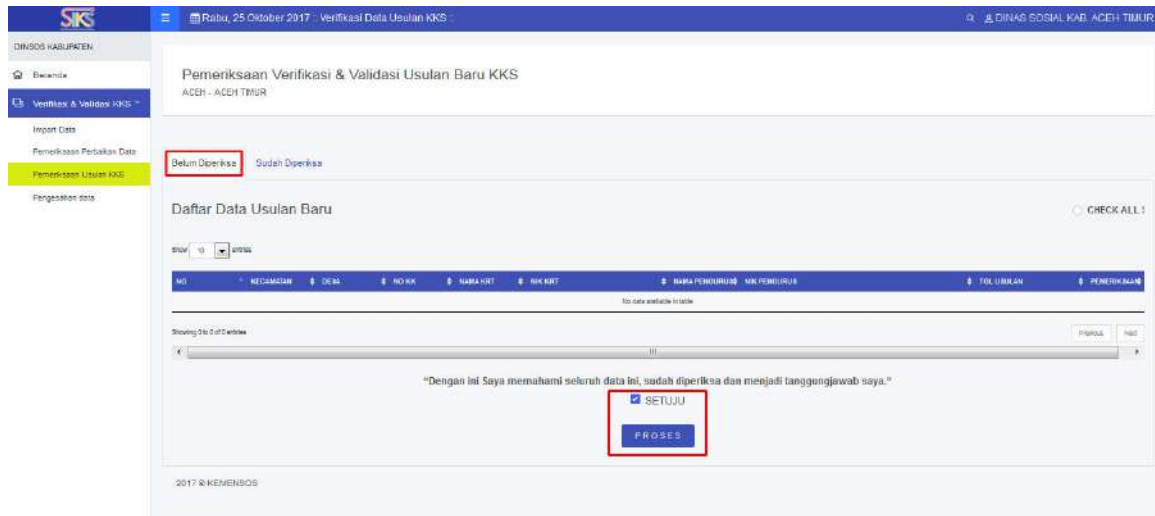 SIKS
Rabu, 25 Oktober 2017 :: Verifikasi Data Usulan KKS ::
DINAS SOSIAL KAB. ACEH TIMUR
DINSOS KABUPATEN
Beranda
Verifikasi & Validasi KKS
Import Data
Pemeriksaan Perbaikan Data
Pemeriksaan Usulan KKS
Pengesahan data
Pemeriksaan Verifikasi & Validasi Usulan Baru KKS
ACEH - ACEH TIMUR
Belum Diperiksa Sudah Diperiksa
Daftar Data Usulan Baru
CHECK ALL !
Show 10 entries
NO KECAMATAN DESA NO KK NAMA KRT NIK KRT NAMA PENGURUS NIK PENGURUS TGL USULAN PEMERIKSAAN
No data available in table
Showing 0 to 0 of 0 entries
Previous Next
"Dengan ini Saya memahami seluruh data ini, sudah diperiksa dan menjadi tanggungjawab saya."
SETUJU
PROSES
2017 © KEMENSOS